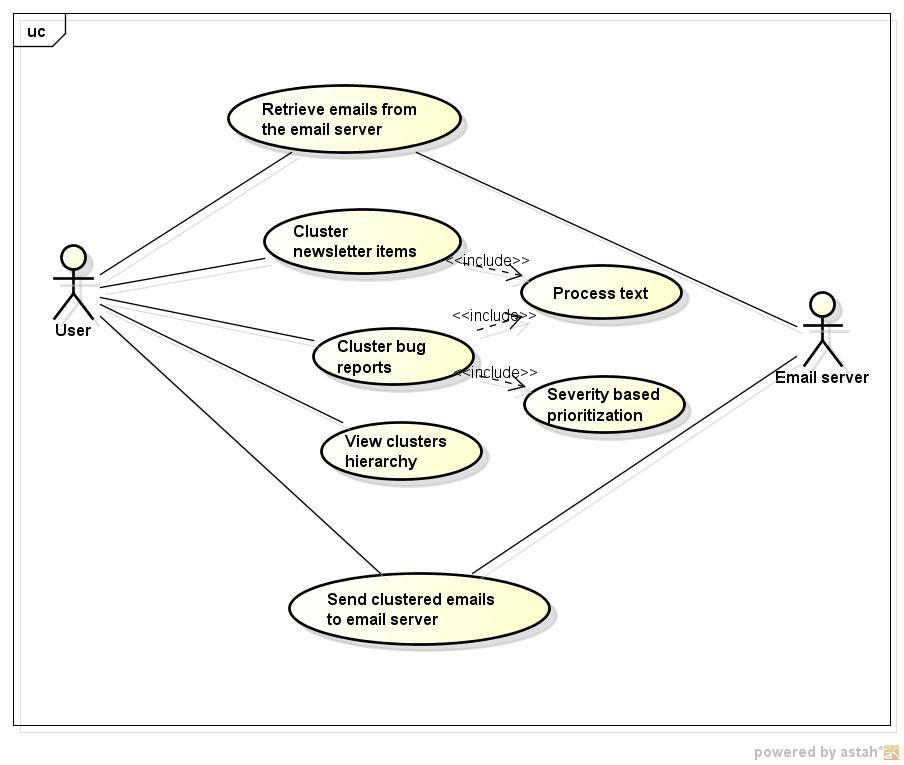 uc
Retrieve emails from
the email server
Cluster
newsletter items
<<include>>
Process text
<<include>>
User
Cluster bug
reports
<<include>>
Email server
Severity based
prioritization
View clusters
hierarchy
Send clustered emails
to email server
powered by astah*